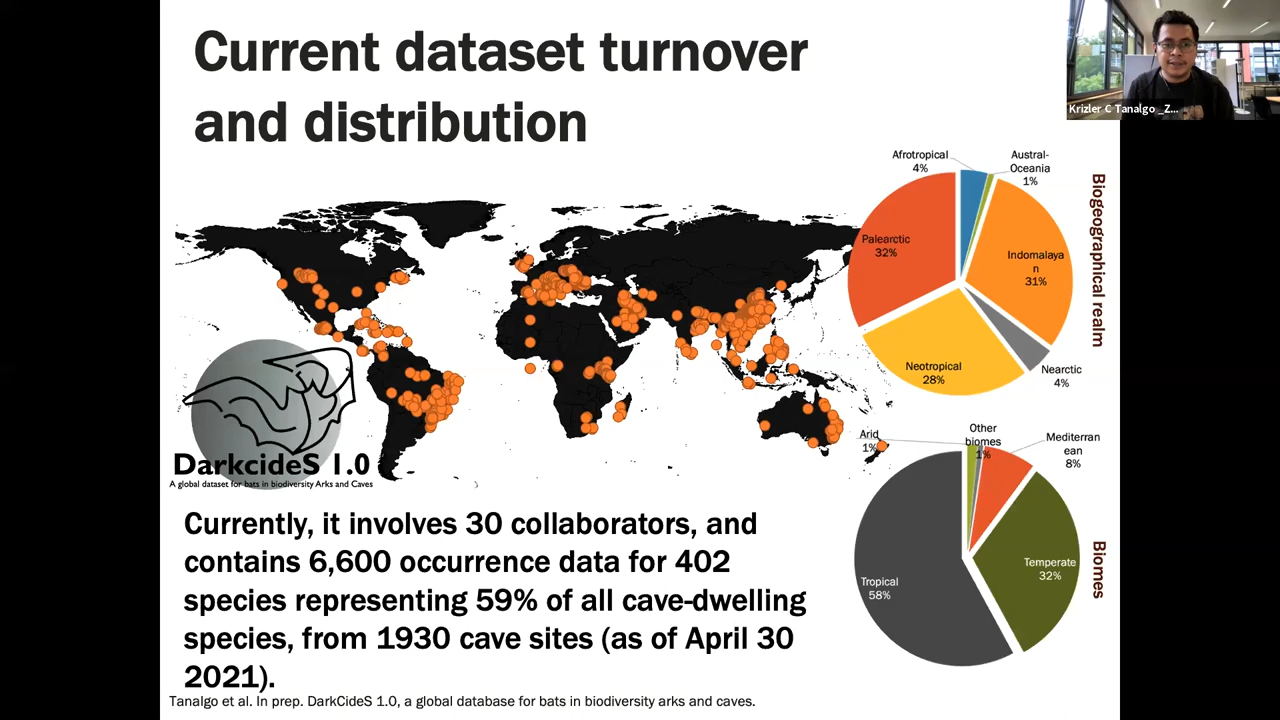 Current dataset turnover
and distribution
Krizler C Tanalgo _Z...
Afrotropical
4%
Austral-
Oceania
1%
Palearctic
32%
Indomalaya
n
31%
Neotropical
28%
Nearctic
4%
Biogeographical realm
DarkcideS 1.0
A global dataset for bats in biodiversity Arks and Caves
Arid
1%
Other
biomes
1%
Mediterran
ean
8%
Tropical
58%
Temperate
32%
Biomes
Currently, it involves 30 collaborators, and
contains 6,600 occurrence data for 402
species representing 59% of all cave-dwelling
species, from 1930 cave sites (as of April 30
2021).
Tanalgo et al. In prep. DarkCideS 1.0, a global database for bats in biodiversity arks and caves.